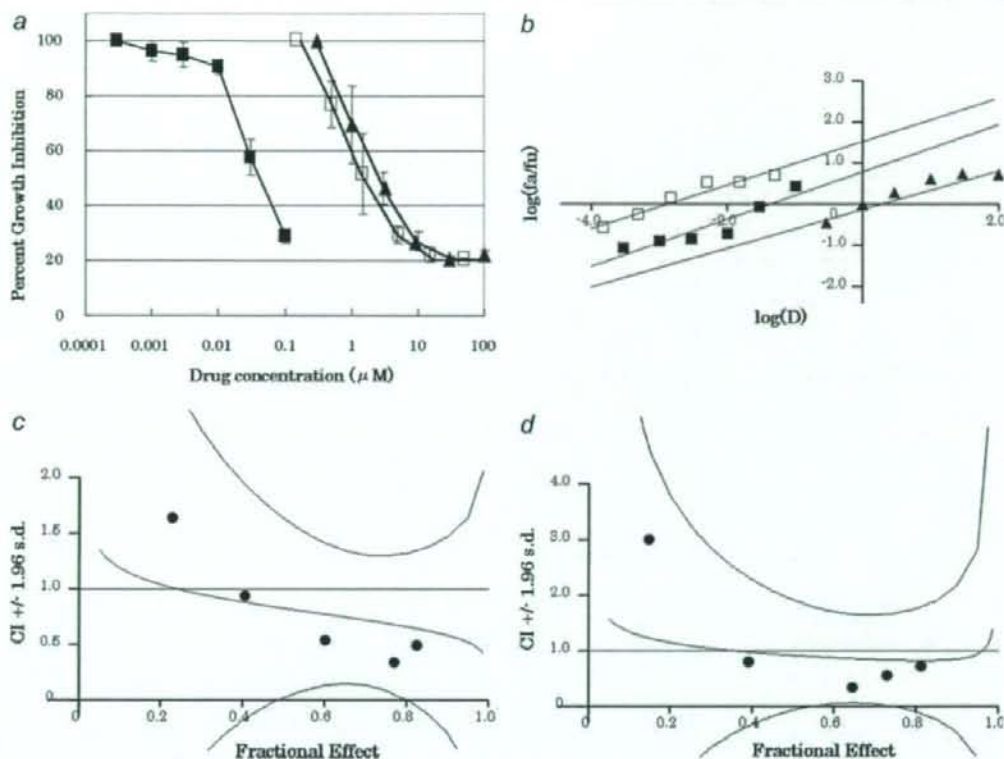 a
Percent Growth Inhibition
100
80
60
40
20
0
0.0001 0.001 0.01 0.1 1 10 100
Drug concentration (μ M)
b
log(fa/fu)
3.0
2.0
1.0
0
-1.0
-2.0
-4.0 -2.0 2.0
log(D)
c
CI +/- 1.96 s.d.
2.0
1.5
1.0
0.5
0
0 0.2 0.4 0.6 0.8 1.0
Fractional Effect
d
CI +/- 1.96 s.d.
4.0
3.0
2.0
1.0
0
0 0.2 0.4 0.6 0.8 1.0
Fractional Effect